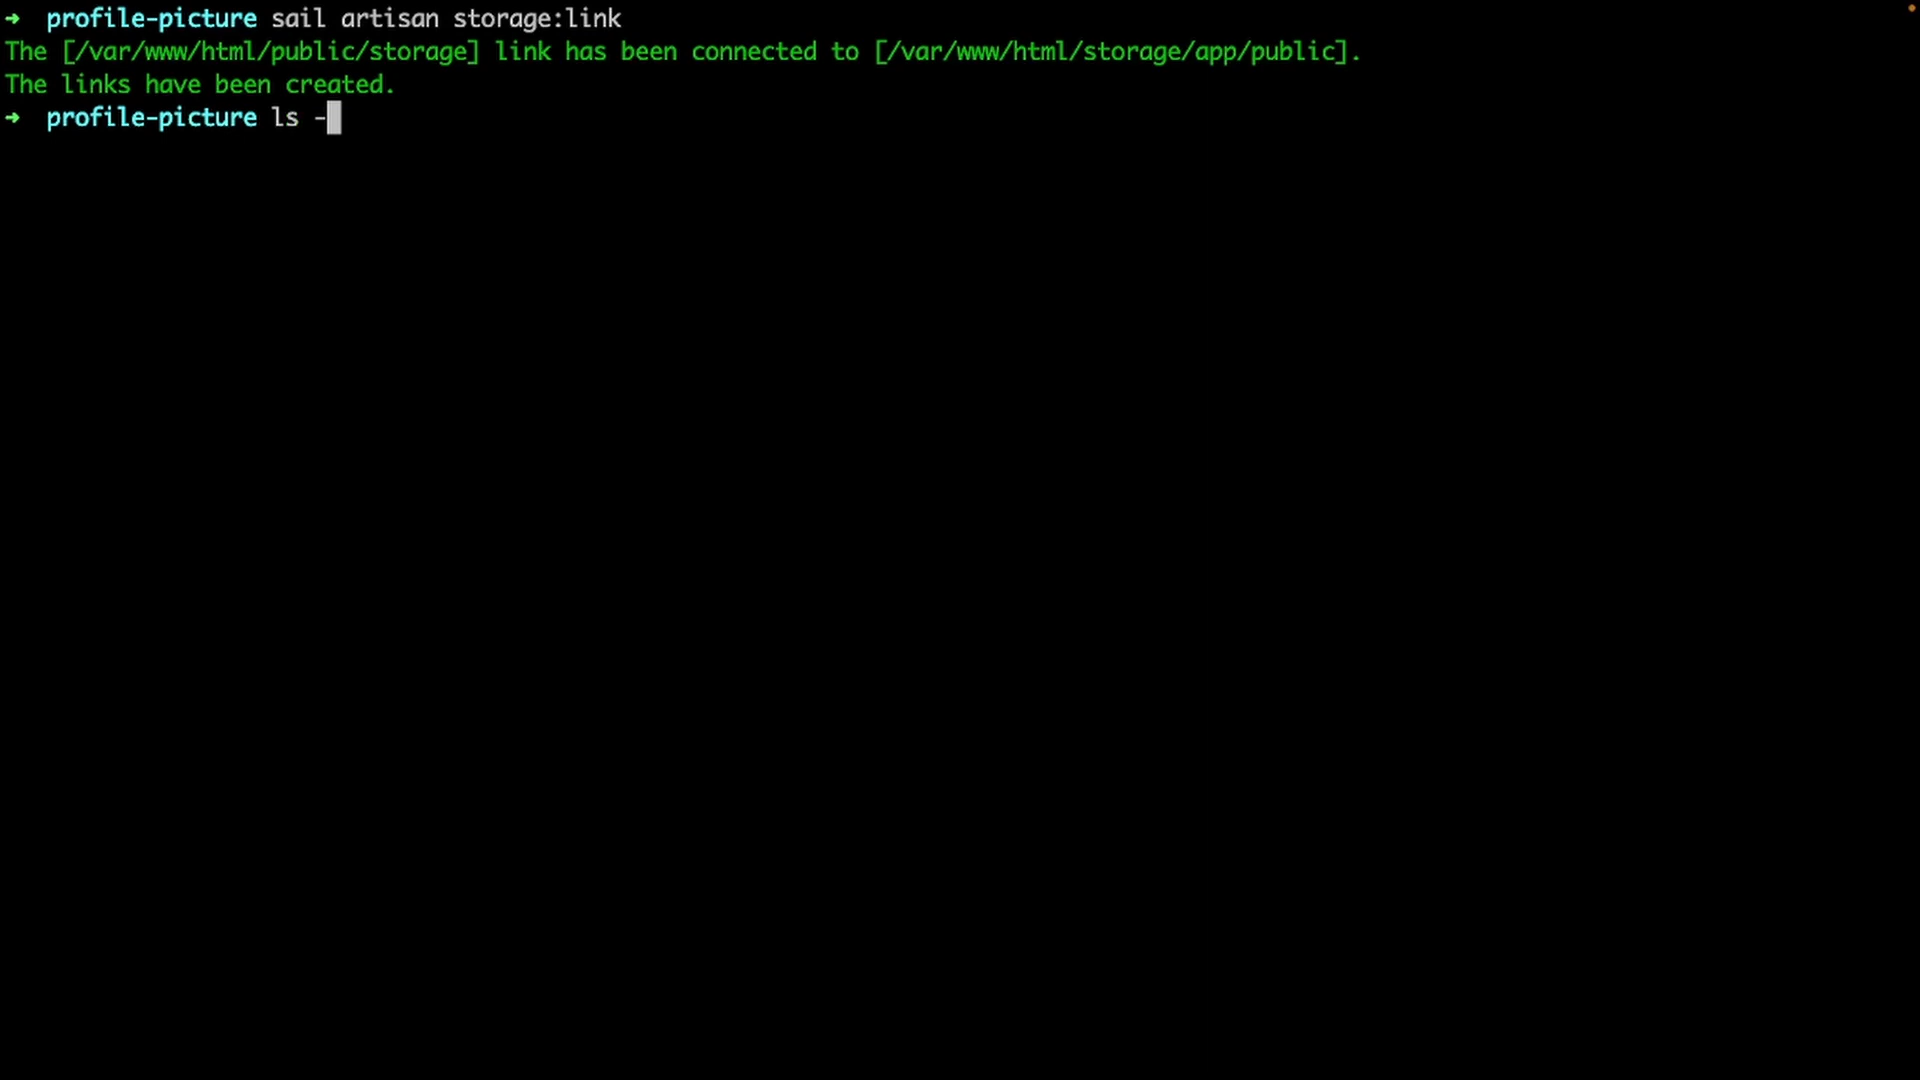 ➜  profile-picture sail artisan storage:link
The [/var/www/html/public/storage] link has been connected to [/var/www/html/storage/app/public].
The links have been created.
➜  profile-picture ls -